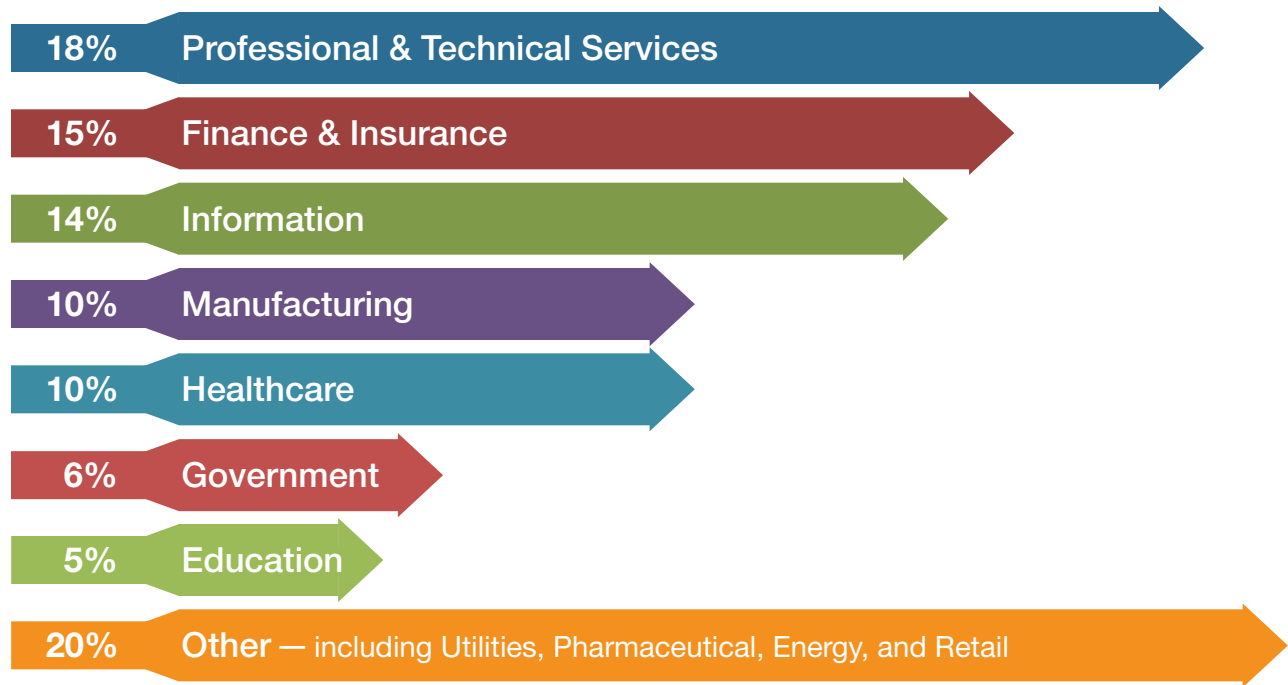 18% Professional & Technical Services
15% Finance & Insurance
14% Information
10% Manufacturing
10% Healthcare
6% Government
5% Education
20% Other — including Utilities, Pharmaceutical, Energy, and Retail